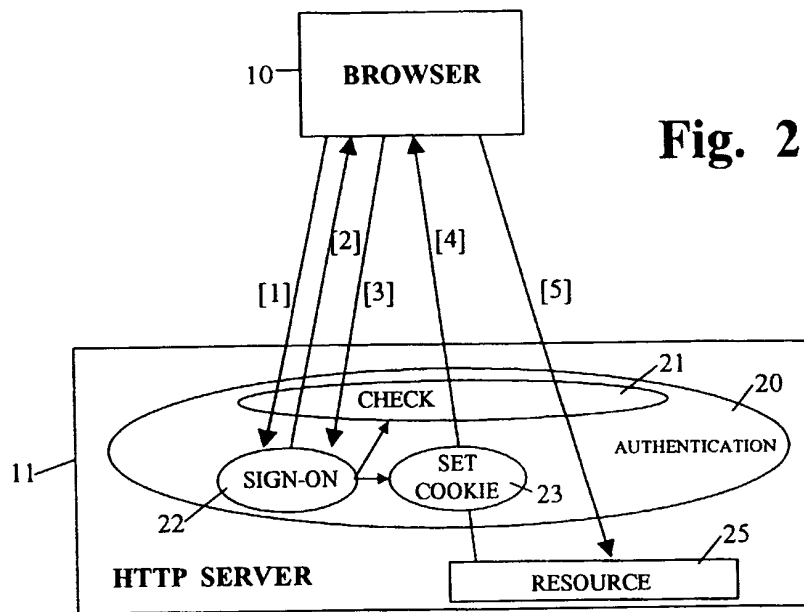 10
BROWSER
Fig. 2
[1]
[2]
[3]
[4]
[5]
21
20
CHECK
AUTHENTICATION
11
SIGN-ON
SET
COOKIE
22
23
25
HTTP SERVER
RESOURCE